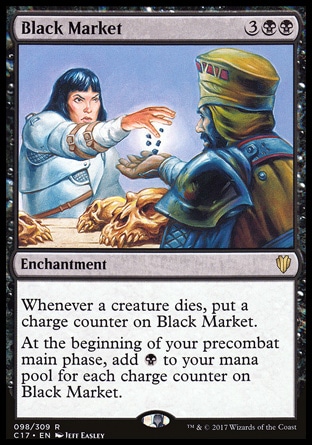 Black Market 3
Enchantment
Whenever a creature dies, put a
charge counter on Black Market.
At the beginning of your precombat
main phase, add to your mana
pool for each charge counter on
Black Market.
098/309 R
C17 • EN Jeff Easley
™ & © 2017 Wizards of the Coast